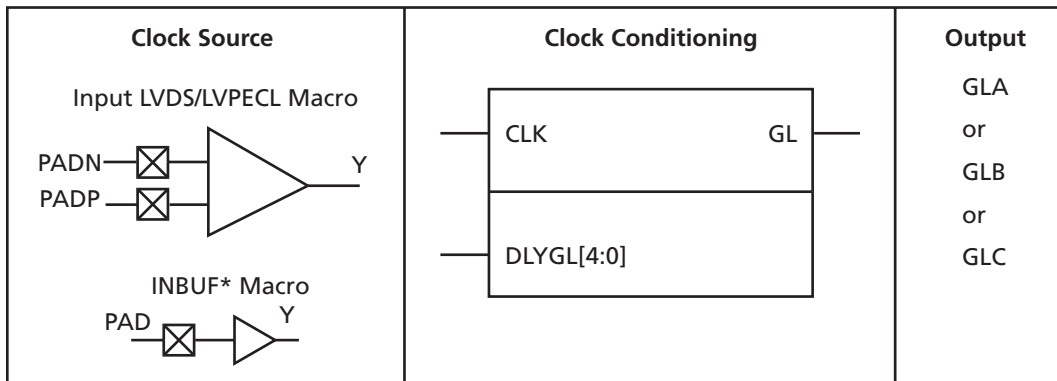 Clock Source
Input LVDS/LVPECL Macro
PADN
PADP
Y
INBUF* Macro
PAD
Y
Clock Conditioning
CLK
GL
DLYGL[4:0]
Output
GLA
or
GLB
or
GLC